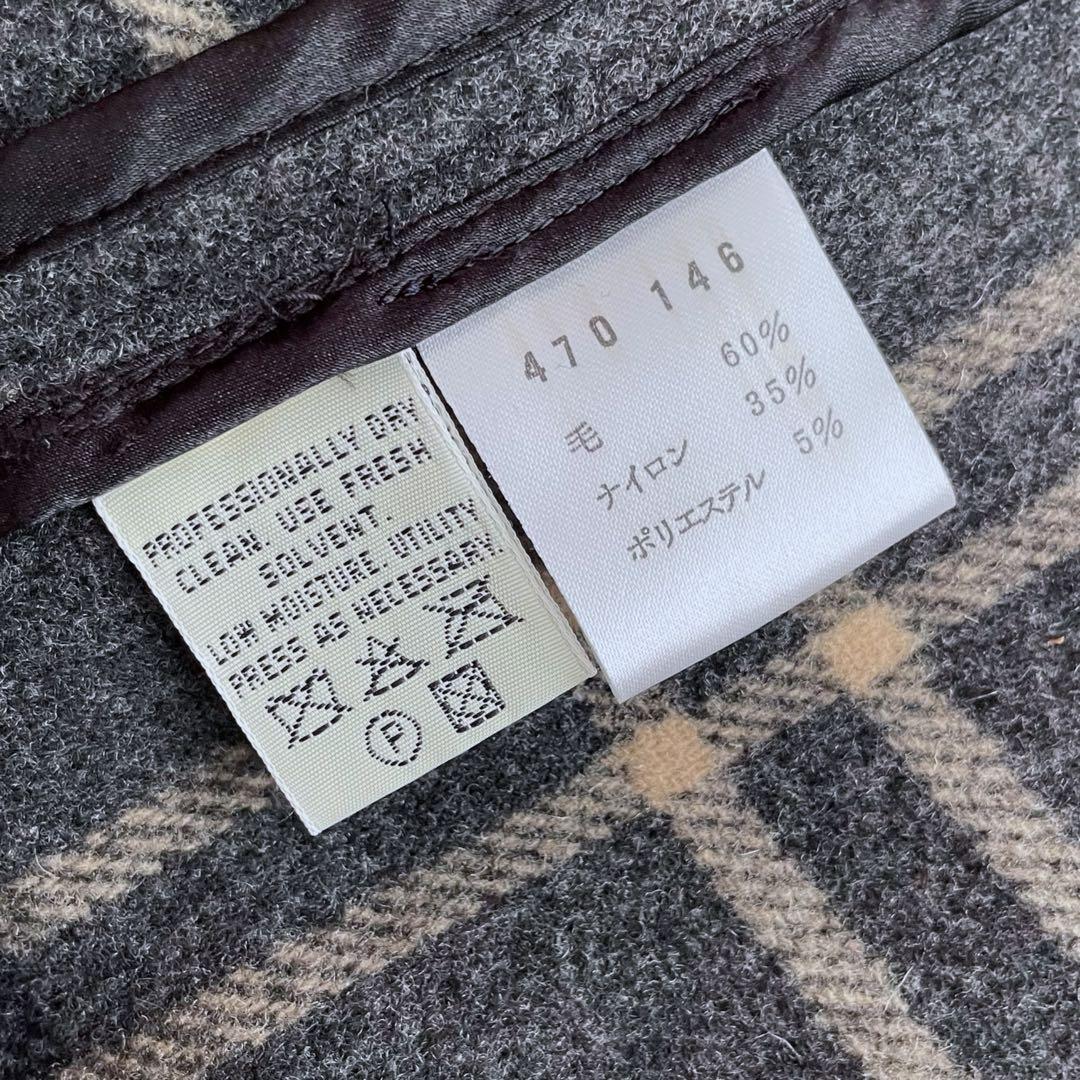 PROFESSIONALLY DRY
CLEAN. USE FRESH
SOLVENT.
LOW MOISTURE. UTILITY
PRESS AS NECESSARY.
P
470 146
毛 60%
ナイロン 35%
ポリエステル 5%